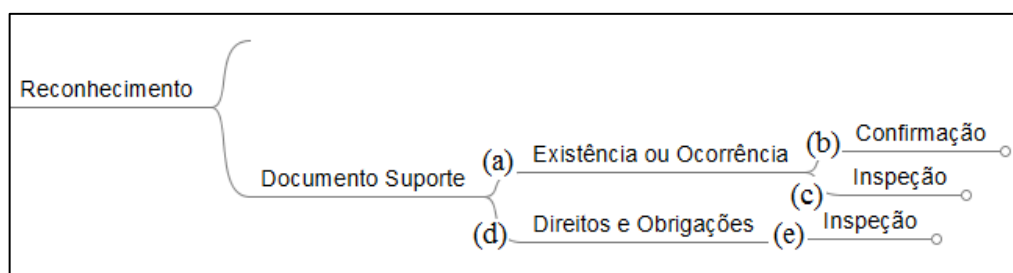 Reconhecimento
Documento Suporte
(a) Existência ou Ocorrência
(b) Confirmação
(c) Inspeção
(d) Direitos e Obrigações
(e) Inspeção